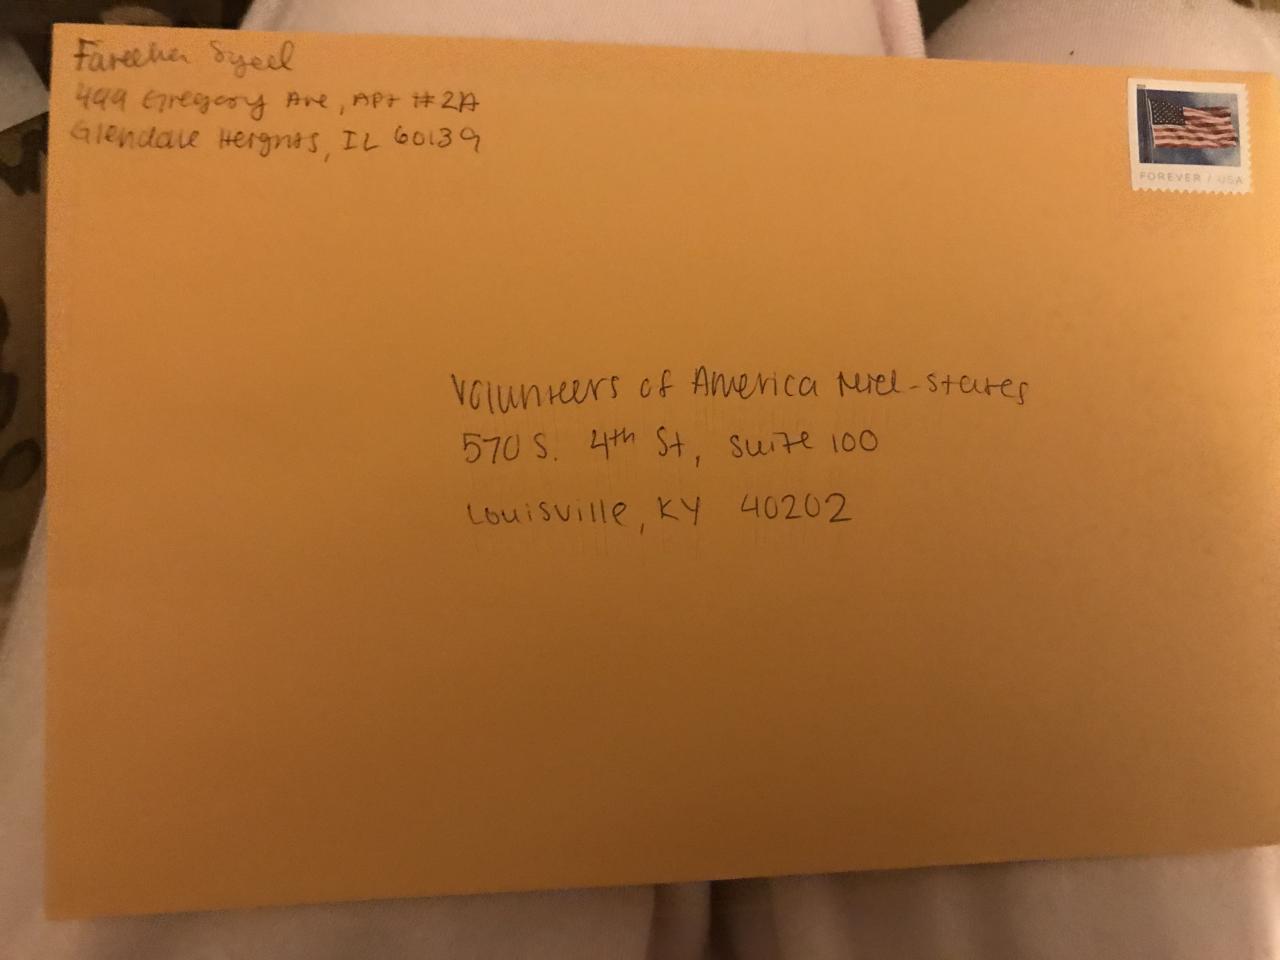 Fareeha Syeed
499 Gregory Ave, APt #2A
Glendale Heights, IL 60139
FOREVER / USA
Volunteers of America Mid-states
570 S. 4th St, Suite 100
Louisville, KY 40202